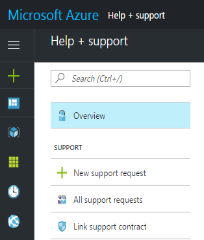 Microsoft Azure Help + support
Help + support
Search (Ctrl+/)
Overview
SUPPORT
New support request
All support requests
Link support contract